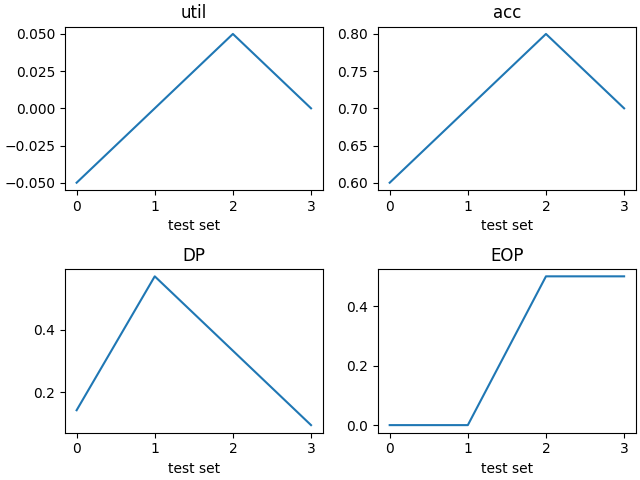 util
0.050
0.025
0.000
−0.025
−0.050
0 1 2 3
test set
acc
0.80
0.75
0.70
0.65
0.60
0 1 2 3
test set
DP
0.4
0.2
0 1 2 3
test set
EOP
0.4
0.2
0.0
0 1 2 3
test set